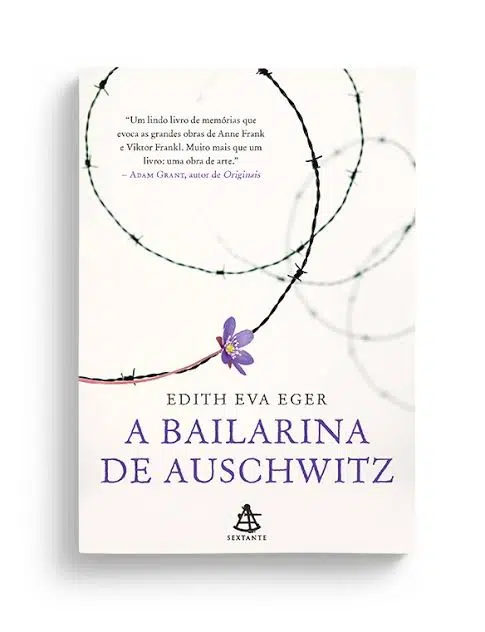 “Um lindo livro de memórias que
evoca as grandes obras de Anne Frank
e Viktor Frankl. Muito mais que um
livro: uma obra de arte.”
– Adam Grant, autor de Originais
EDITH EVA EGER
A BAILARINA
DE AUSCHWITZ
SEXTANTE